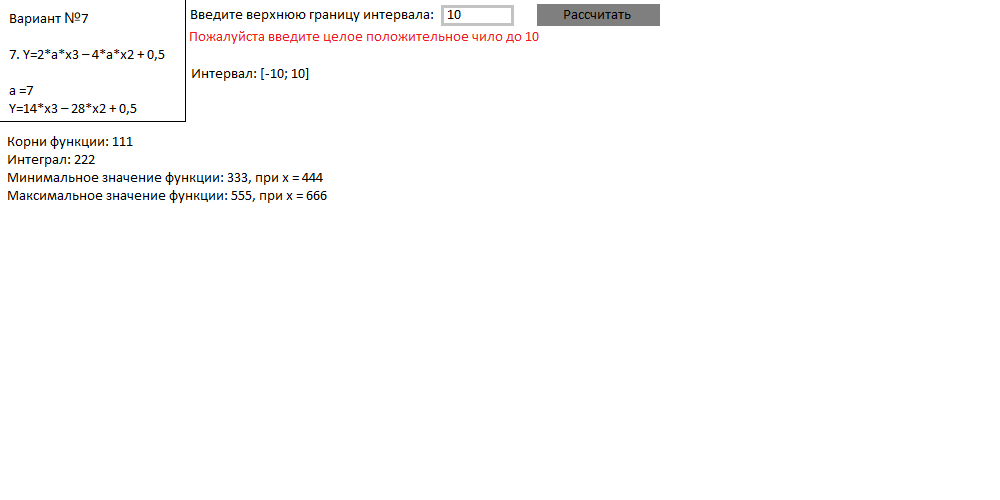 Вариант №7
7. Y=2*a*x3 – 4*a*x2 + 0,5
a =7
Y=14*x3 – 28*x2 + 0,5
Введите верхнюю границу интервала: 10 Рассчитать
Пожалуйста введите целое положительное чило до 10
Интервал: [-10; 10]
Корни функции: 111
Интеграл: 222
Минимальное значение функции: 333, при x = 444
Максимальное значение функции: 555, при x = 666